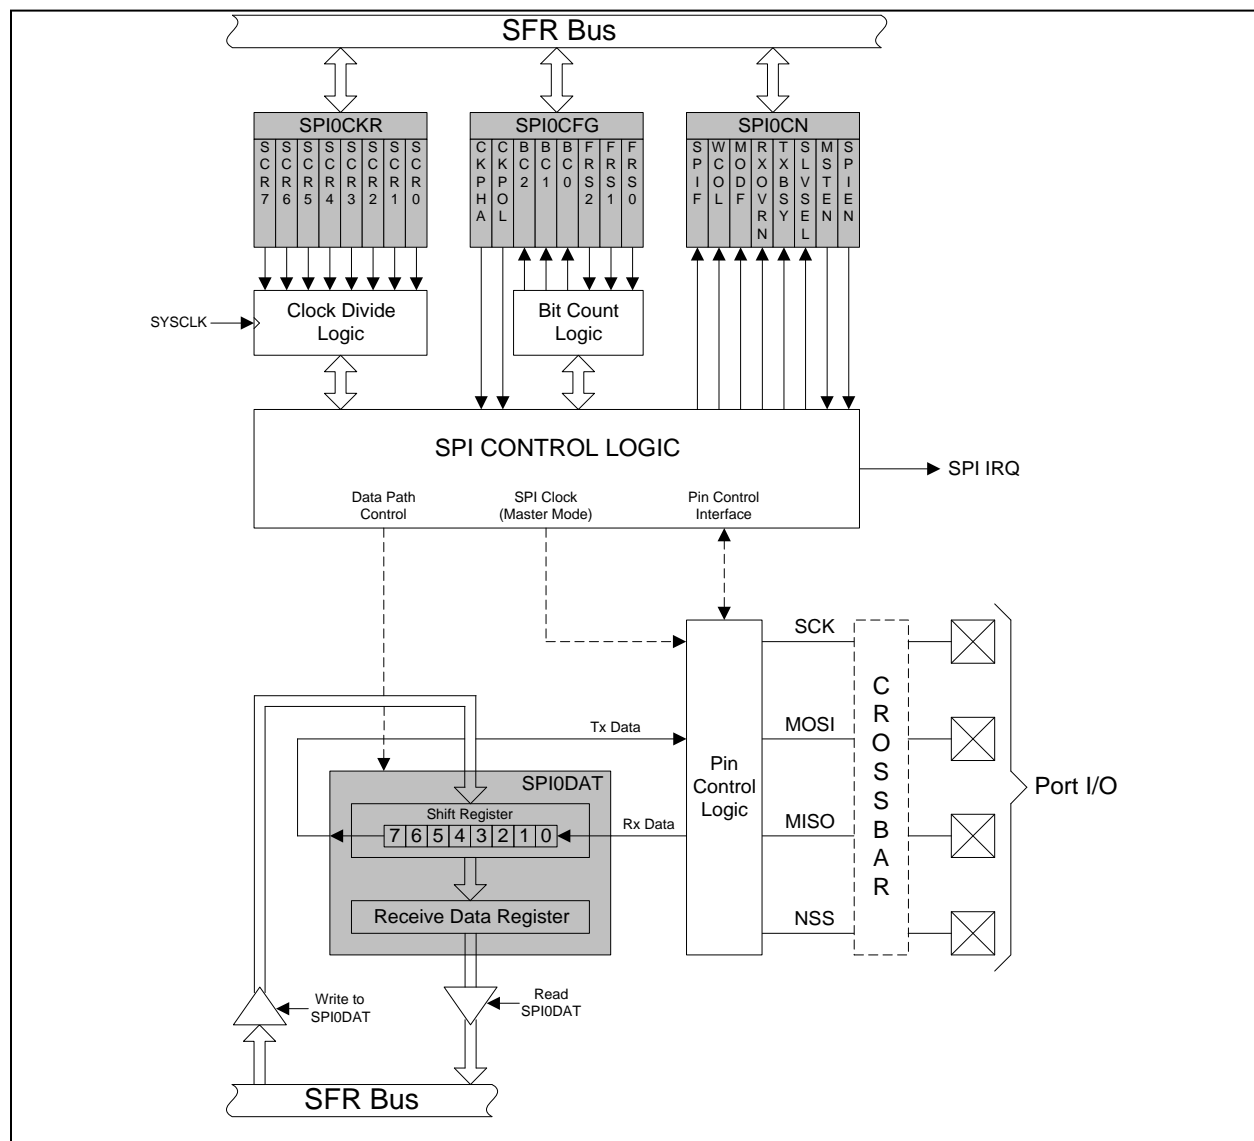 SFR Bus
SPI0CKR
SPI0CFG
SPI0CN
SCR7
SCR6
SCR5
SCR4
SCR3
SCR2
SCR1
SCR0
CKPHA
CKPOL
BC2
BC1
BC0
FRS2
FRS1
FRS0
SPIF
WCOL
MODF
RXOVRN
TXBSY
SLVSEL
MSTEN
SPIEN
SYSCLK
Clock Divide
Logic
Bit Count
Logic
SPI CONTROL LOGIC
SPI IRQ
Data Path
Control
SPI Clock
(Master Mode)
Pin Control
Interface
SCK
MOSI
MISO
NSS
CROSSBAR
Port I/O
Tx Data
Pin
Control
Logic
SPI0DAT
Shift Register
7 6 5 4 3 2 1 0
Rx Data
Receive Data Register
Write to
SPI0DAT
Read
SPI0DAT
SFR Bus